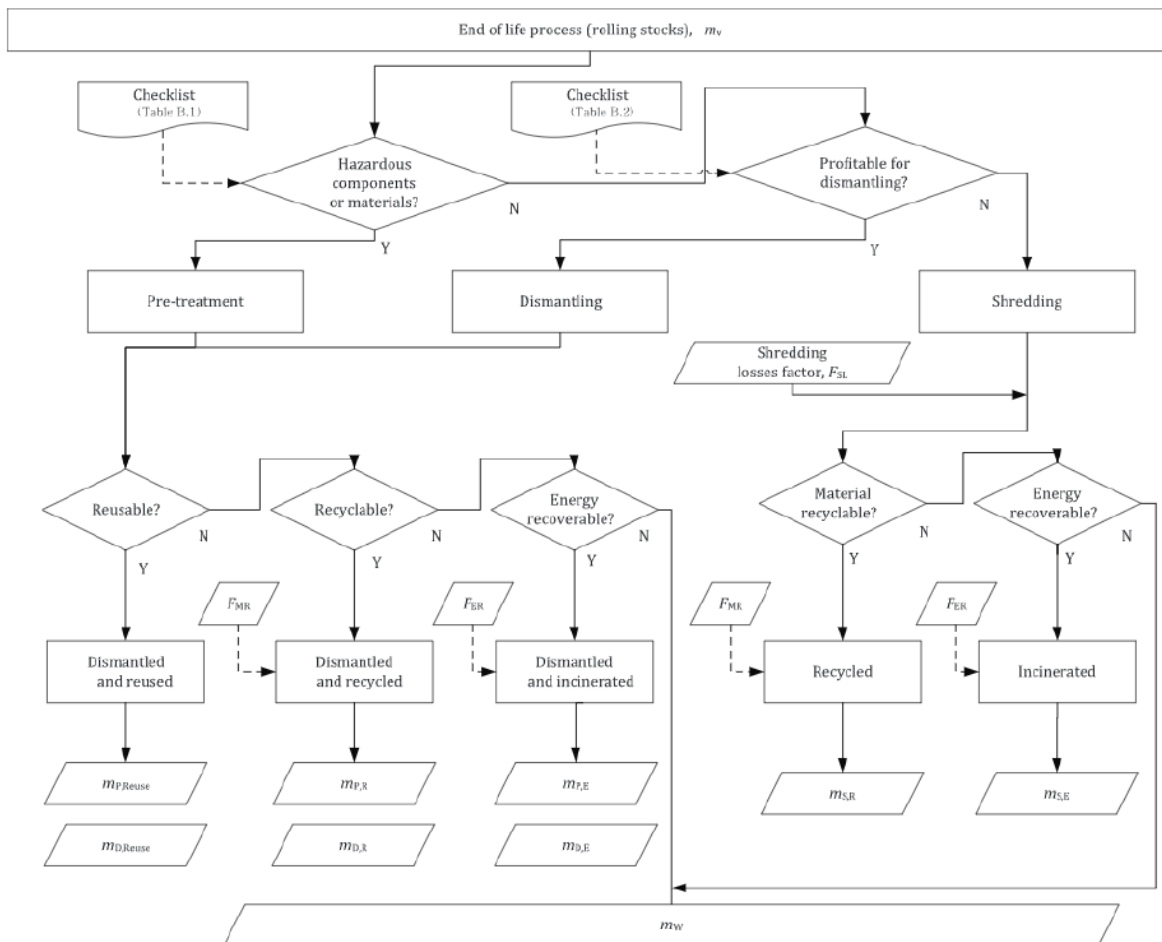 End of life process (rolling stocks), mv
Checklist
(Table B.1)
Checklist
(Table B.2)
Hazardous
components
or materials?
N
Y
Profitable for
dismantling?
N
Y
Pre-treatment
Dismantling
Shredding
Shredding
losses factor, FSL
Reusable?
N
Y
Recyclable?
N
Y
Energy
recoverable?
N
Y
Material
recyclable?
N
Y
Energy
recoverable?
N
Y
FMR
FER
FMR
FER
Dismantled
and reused
Dismantled
and recycled
Dismantled
and incinerated
Recycled
Incinerated
mP,Reuse
mP,R
mP,E
mS,R
mS,E
mD,Reuse
mD,R
mD,E
mW